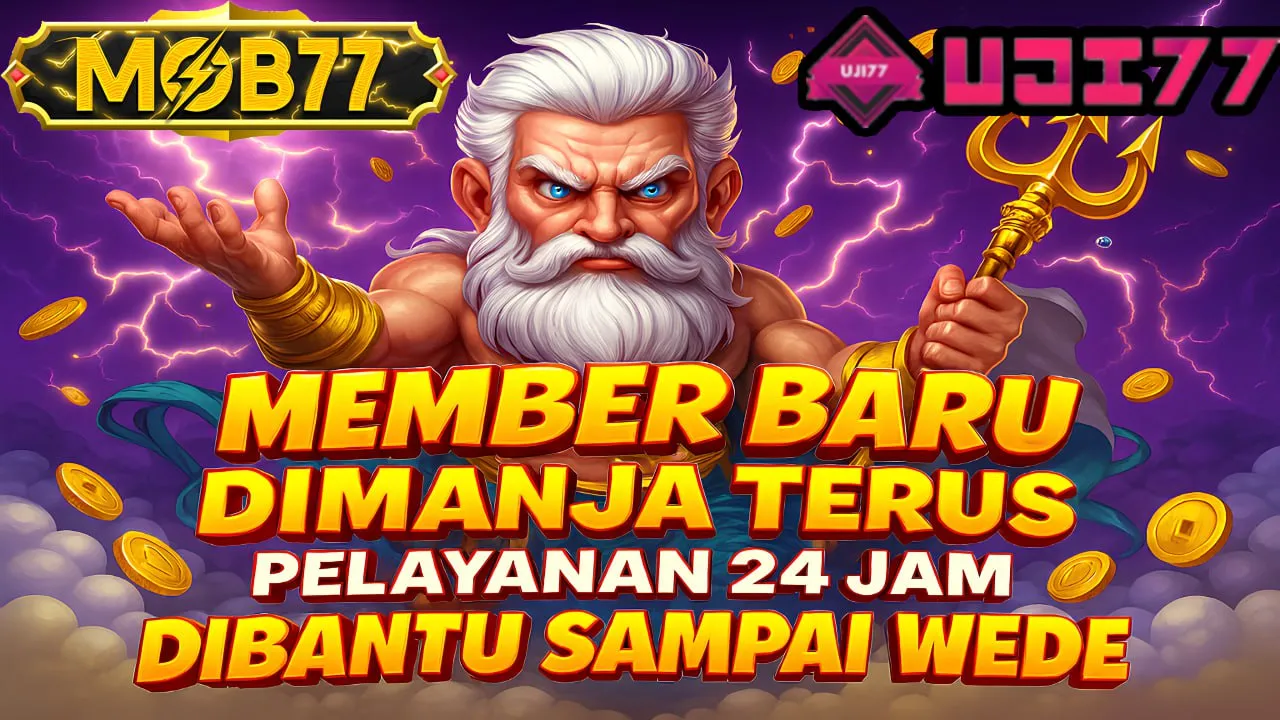 MOB77
UJI77
UJI77
MEMBER BARU
DIMANJA TERUS
PELAYANAN 24 JAM
DIBANTU SAMPAI WEDE